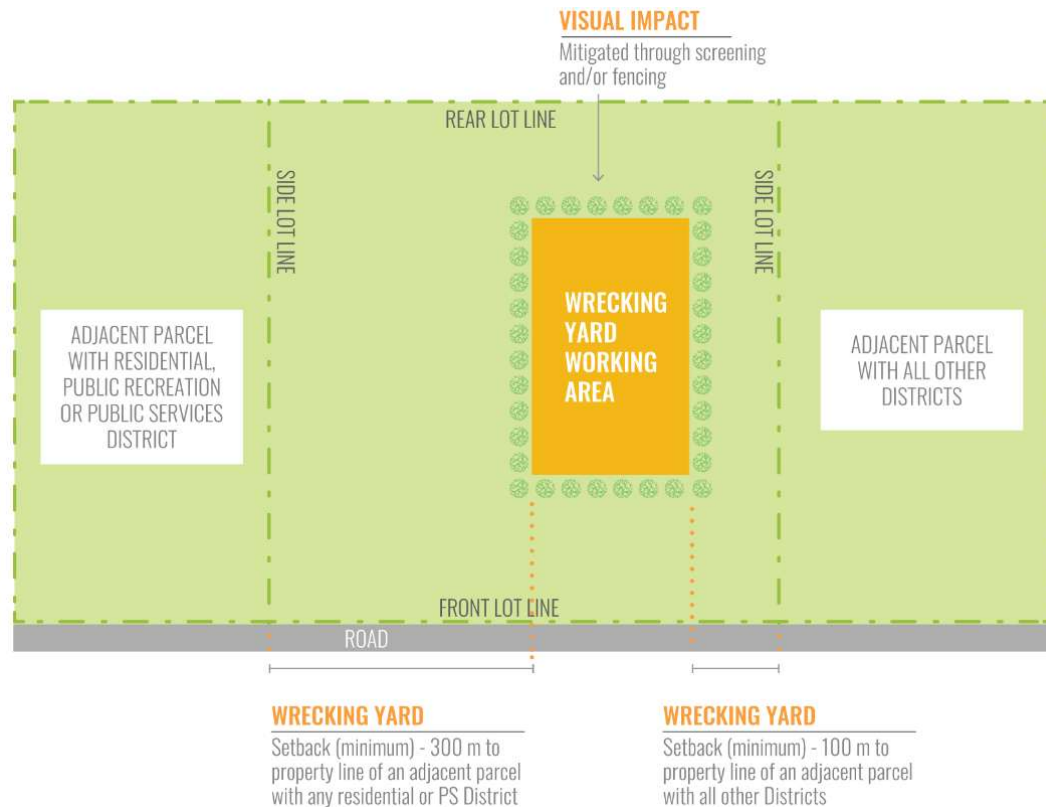 VISUAL IMPACT
Mitigated through screening
and/or fencing
REAR LOT LINE
SIDE LOT LINE
SIDE LOT LINE
WRECKING
YARD
WORKING
AREA
ADJACENT PARCEL
WITH RESIDENTIAL,
PUBLIC RECREATION
OR PUBLIC SERVICES
DISTRICT
ADJACENT PARCEL
WITH ALL OTHER
DISTRICTS
FRONT LOT LINE
ROAD
WRECKING YARD
Setback (minimum) - 300 m to
property line of an adjacent parcel
with any residential or PS District
WRECKING YARD
Setback (minimum) - 100 m to
property line of an adjacent parcel
with all other Districts